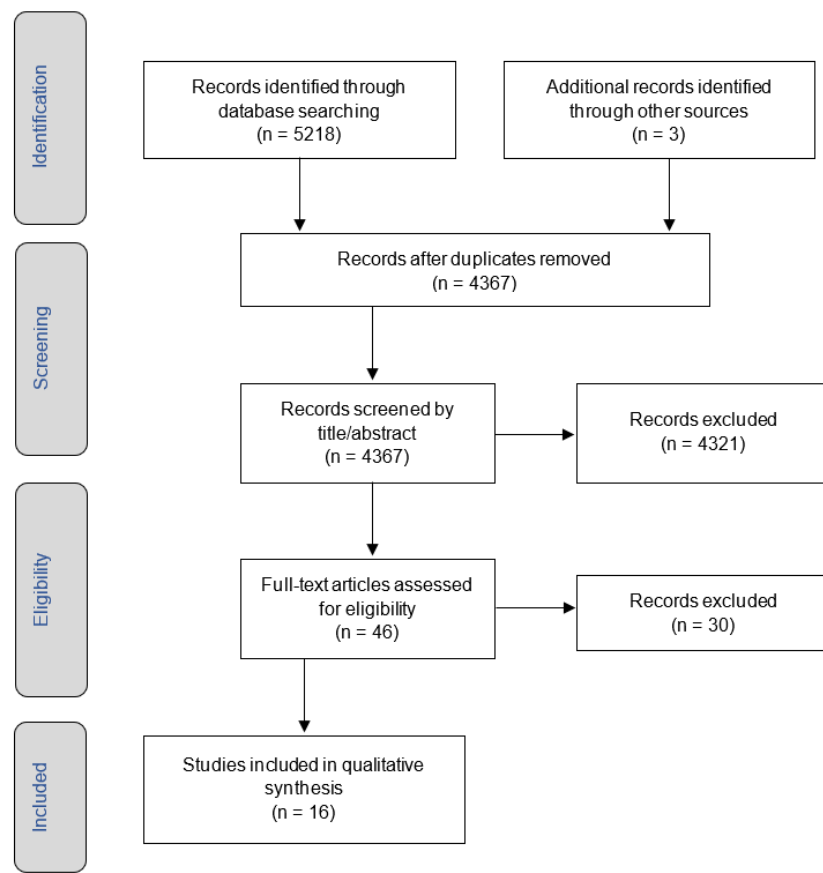 Identification
Records identified through
database searching
(n = 5218)
Additional records identified
through other sources
(n = 3)
Screening
Records after duplicates removed
(n = 4367)
Records screened by
title/abstract
(n = 4367)
Records excluded
(n = 4321)
Eligibility
Full-text articles assessed
for eligibility
(n = 46)
Records excluded
(n = 30)
Included
Studies included in qualitative
synthesis
(n = 16)